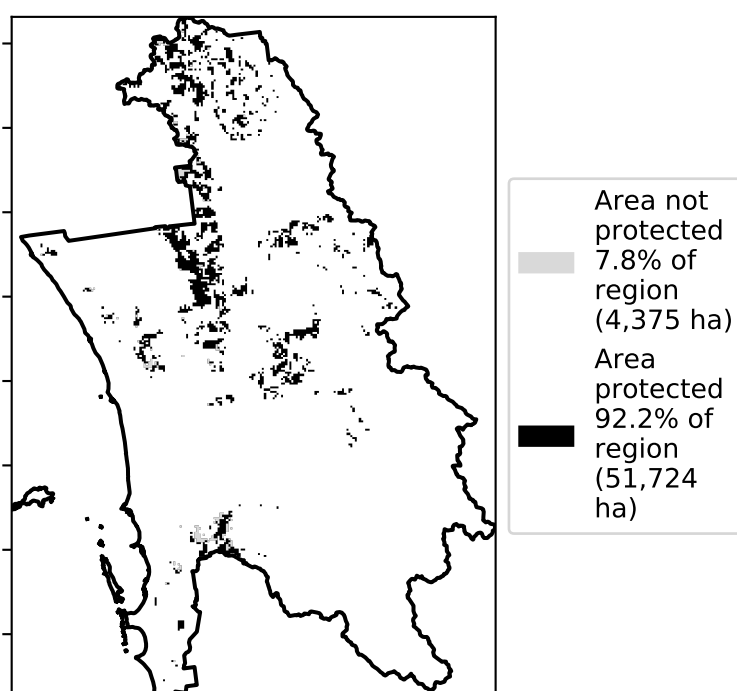 Area not
protected
7.8% of
region
(4,375 ha)
Area
protected
92.2% of
region
(51,724
ha)